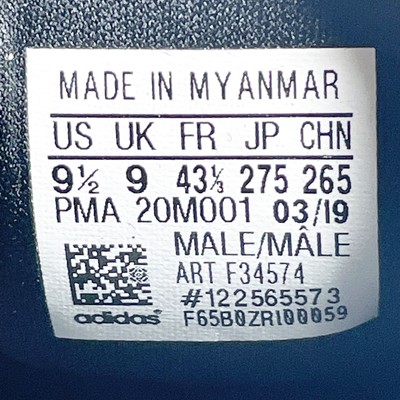 MADE IN MYANMAR
US UK FR JP CHN
9½ 9 43⅓ 275 265
PMA 20M001 03/19
MALE/MÂLE
ART F34574
#122565573
adidas® F65B0ZRI00059